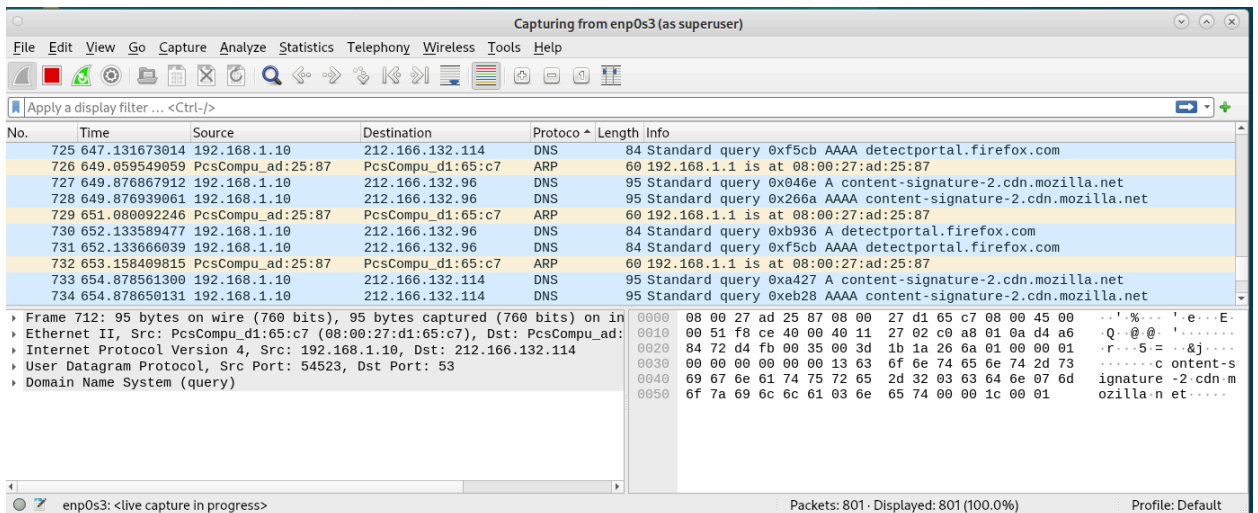 Capturing from enp0s3 (as superuser)
File Edit View Go Capture Analyze Statistics Telephony Wireless Tools Help
Apply a display filter … <Ctrl-/>
No. Time Source Destination Protoco Length Info
725 647.131673014 192.168.1.10 212.166.132.114 DNS 84 Standard query 0xf5cb AAAA detectportal.firefox.com
726 649.059549059 PcsCompu_ad:25:87 PcsCompu_d1:65:c7 ARP 60 192.168.1.1 is at 08:00:27:ad:25:87
727 649.876867912 192.168.1.10 212.166.132.96 DNS 95 Standard query 0x046e A content-signature-2.cdn.mozilla.net
728 649.876939061 192.168.1.10 212.166.132.96 DNS 95 Standard query 0x266a AAAA content-signature-2.cdn.mozilla.net
729 651.080092246 PcsCompu_ad:25:87 PcsCompu_d1:65:c7 ARP 60 192.168.1.1 is at 08:00:27:ad:25:87
730 652.133589477 192.168.1.10 212.166.132.96 DNS 84 Standard query 0xb936 A detectportal.firefox.com
731 652.133666039 192.168.1.10 212.166.132.96 DNS 84 Standard query 0xf5cb AAAA detectportal.firefox.com
732 653.158409815 PcsCompu_ad:25:87 PcsCompu_d1:65:c7 ARP 60 192.168.1.1 is at 08:00:27:ad:25:87
733 654.878561300 192.168.1.10 212.166.132.114 DNS 95 Standard query 0xa427 A content-signature-2.cdn.mozilla.net
734 654.878650131 192.168.1.10 212.166.132.114 DNS 95 Standard query 0xeb28 AAAA content-signature-2.cdn.mozilla.net
Frame 712: 95 bytes on wire (760 bits), 95 bytes captured (760 bits) on in
Ethernet II, Src: PcsCompu_d1:65:c7 (08:00:27:d1:65:c7), Dst: PcsCompu_ad:
Internet Protocol Version 4, Src: 192.168.1.10, Dst: 212.166.132.114
User Datagram Protocol, Src Port: 54523, Dst Port: 53
Domain Name System (query)
0000 08 00 27 ad 25 87 08 00 27 d1 65 c7 08 00 45 00 ··'·%··· '·e···E·
0010 00 51 f8 ce 40 00 40 11 27 02 c0 a8 01 0a d4 a6 ·Q··@·@· '·······
0020 84 72 d4 fb 00 35 00 3d 1b 1a 26 6a 01 00 00 01 ·r···5·= ··&j····
0030 00 00 00 00 00 00 13 63 6f 6e 74 65 6e 74 2d 73 ·······c ontent-s
0040 69 67 6e 61 74 75 72 65 2d 32 03 63 64 6e 07 6d ignature -2·cdn·m
0050 6f 7a 69 6c 6c 61 03 6e 65 74 00 00 1c 00 01 ozilla·n et·····
enp0s3: <live capture in progress> Packets: 801 · Displayed: 801 (100.0%) Profile: Default